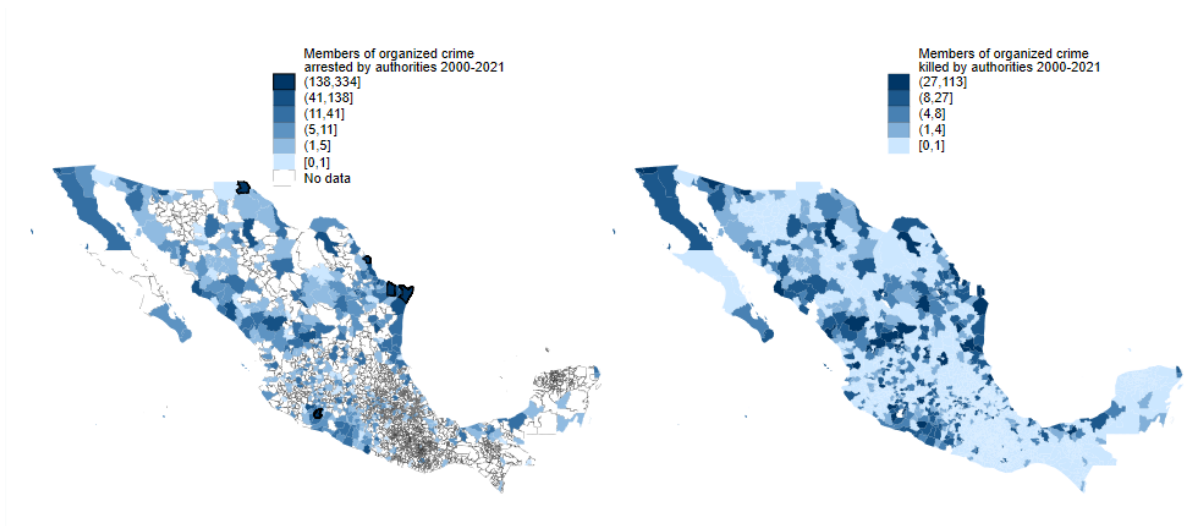 Members of organized crime
arrested by authorities 2000-2021
(138,334]
(41,138]
(11,41]
(5,11]
(1,5]
[0,1]
No data
Members of organized crime
killed by authorities 2000-2021
(27,113]
(8,27]
(4,8]
(1,4]
[0,1]